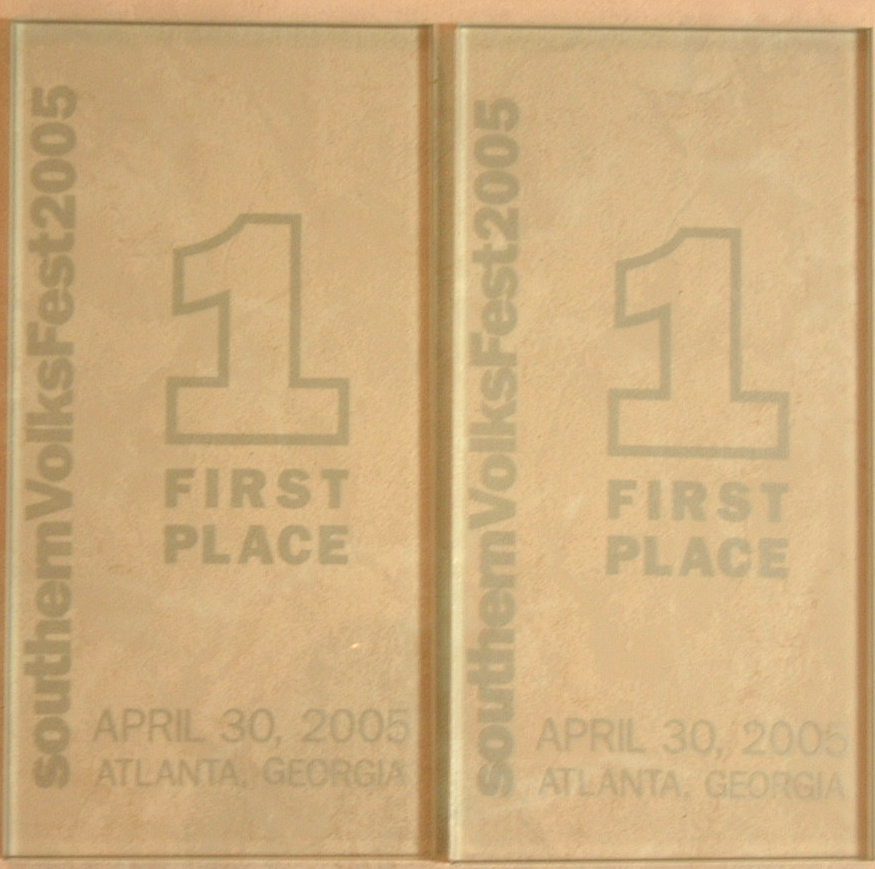 southernVolksFest2005
1
FIRST
PLACE
APRIL 30, 2005
ATLANTA, GEORGIA
southernVolksFest2005
1
FIRST
PLACE
APRIL 30, 2005
ATLANTA, GEORGIA